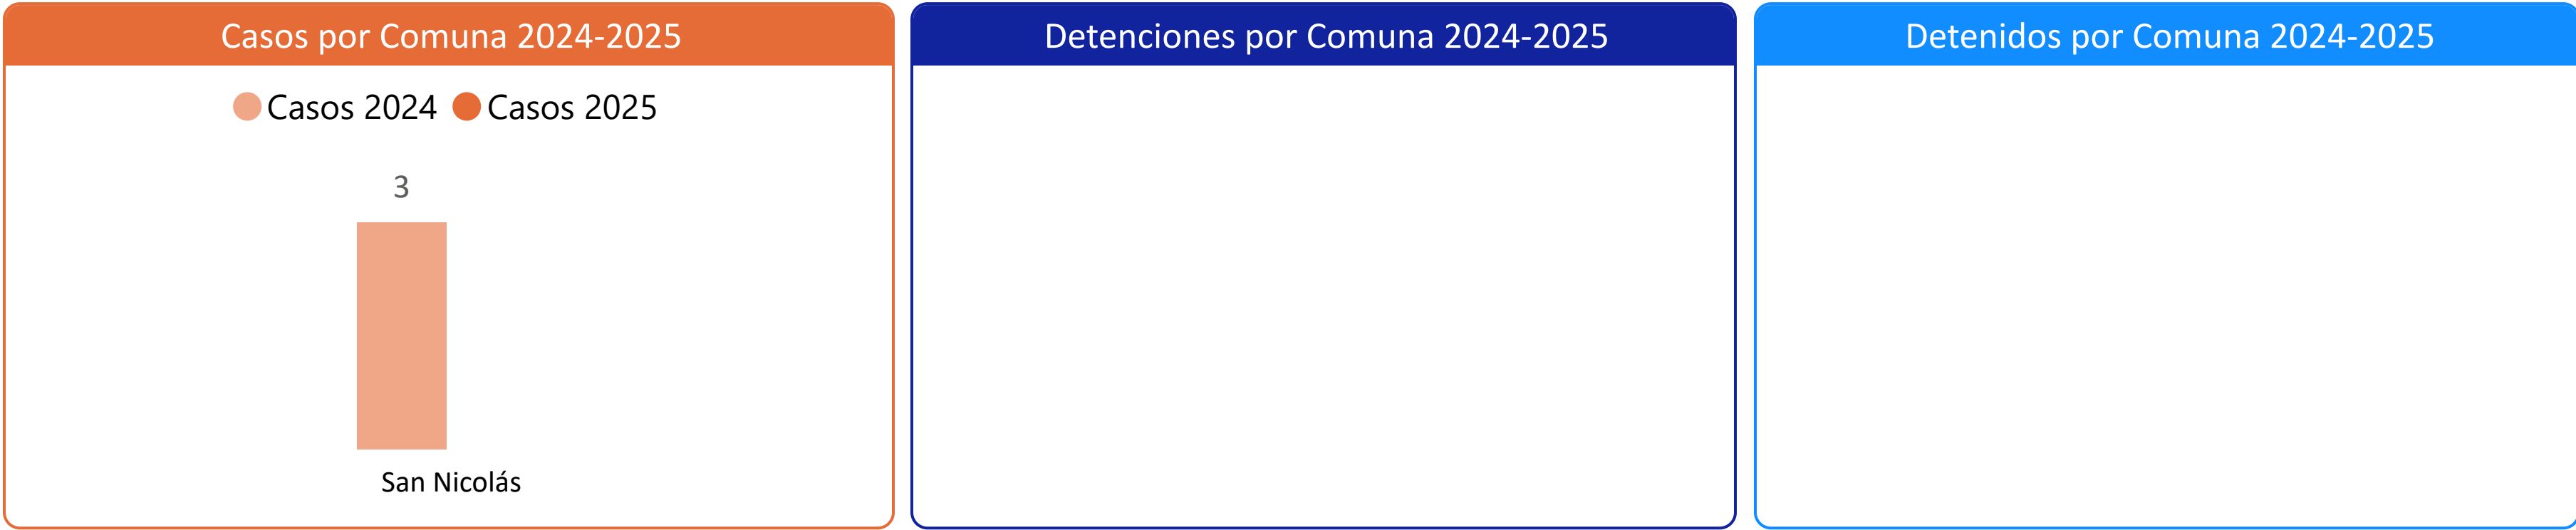 Casos por Comuna 2024-2025
Casos 2024 Casos 2025
3
San Nicolás
Detenciones por Comuna 2024-2025
Detenidos por Comuna 2024-2025